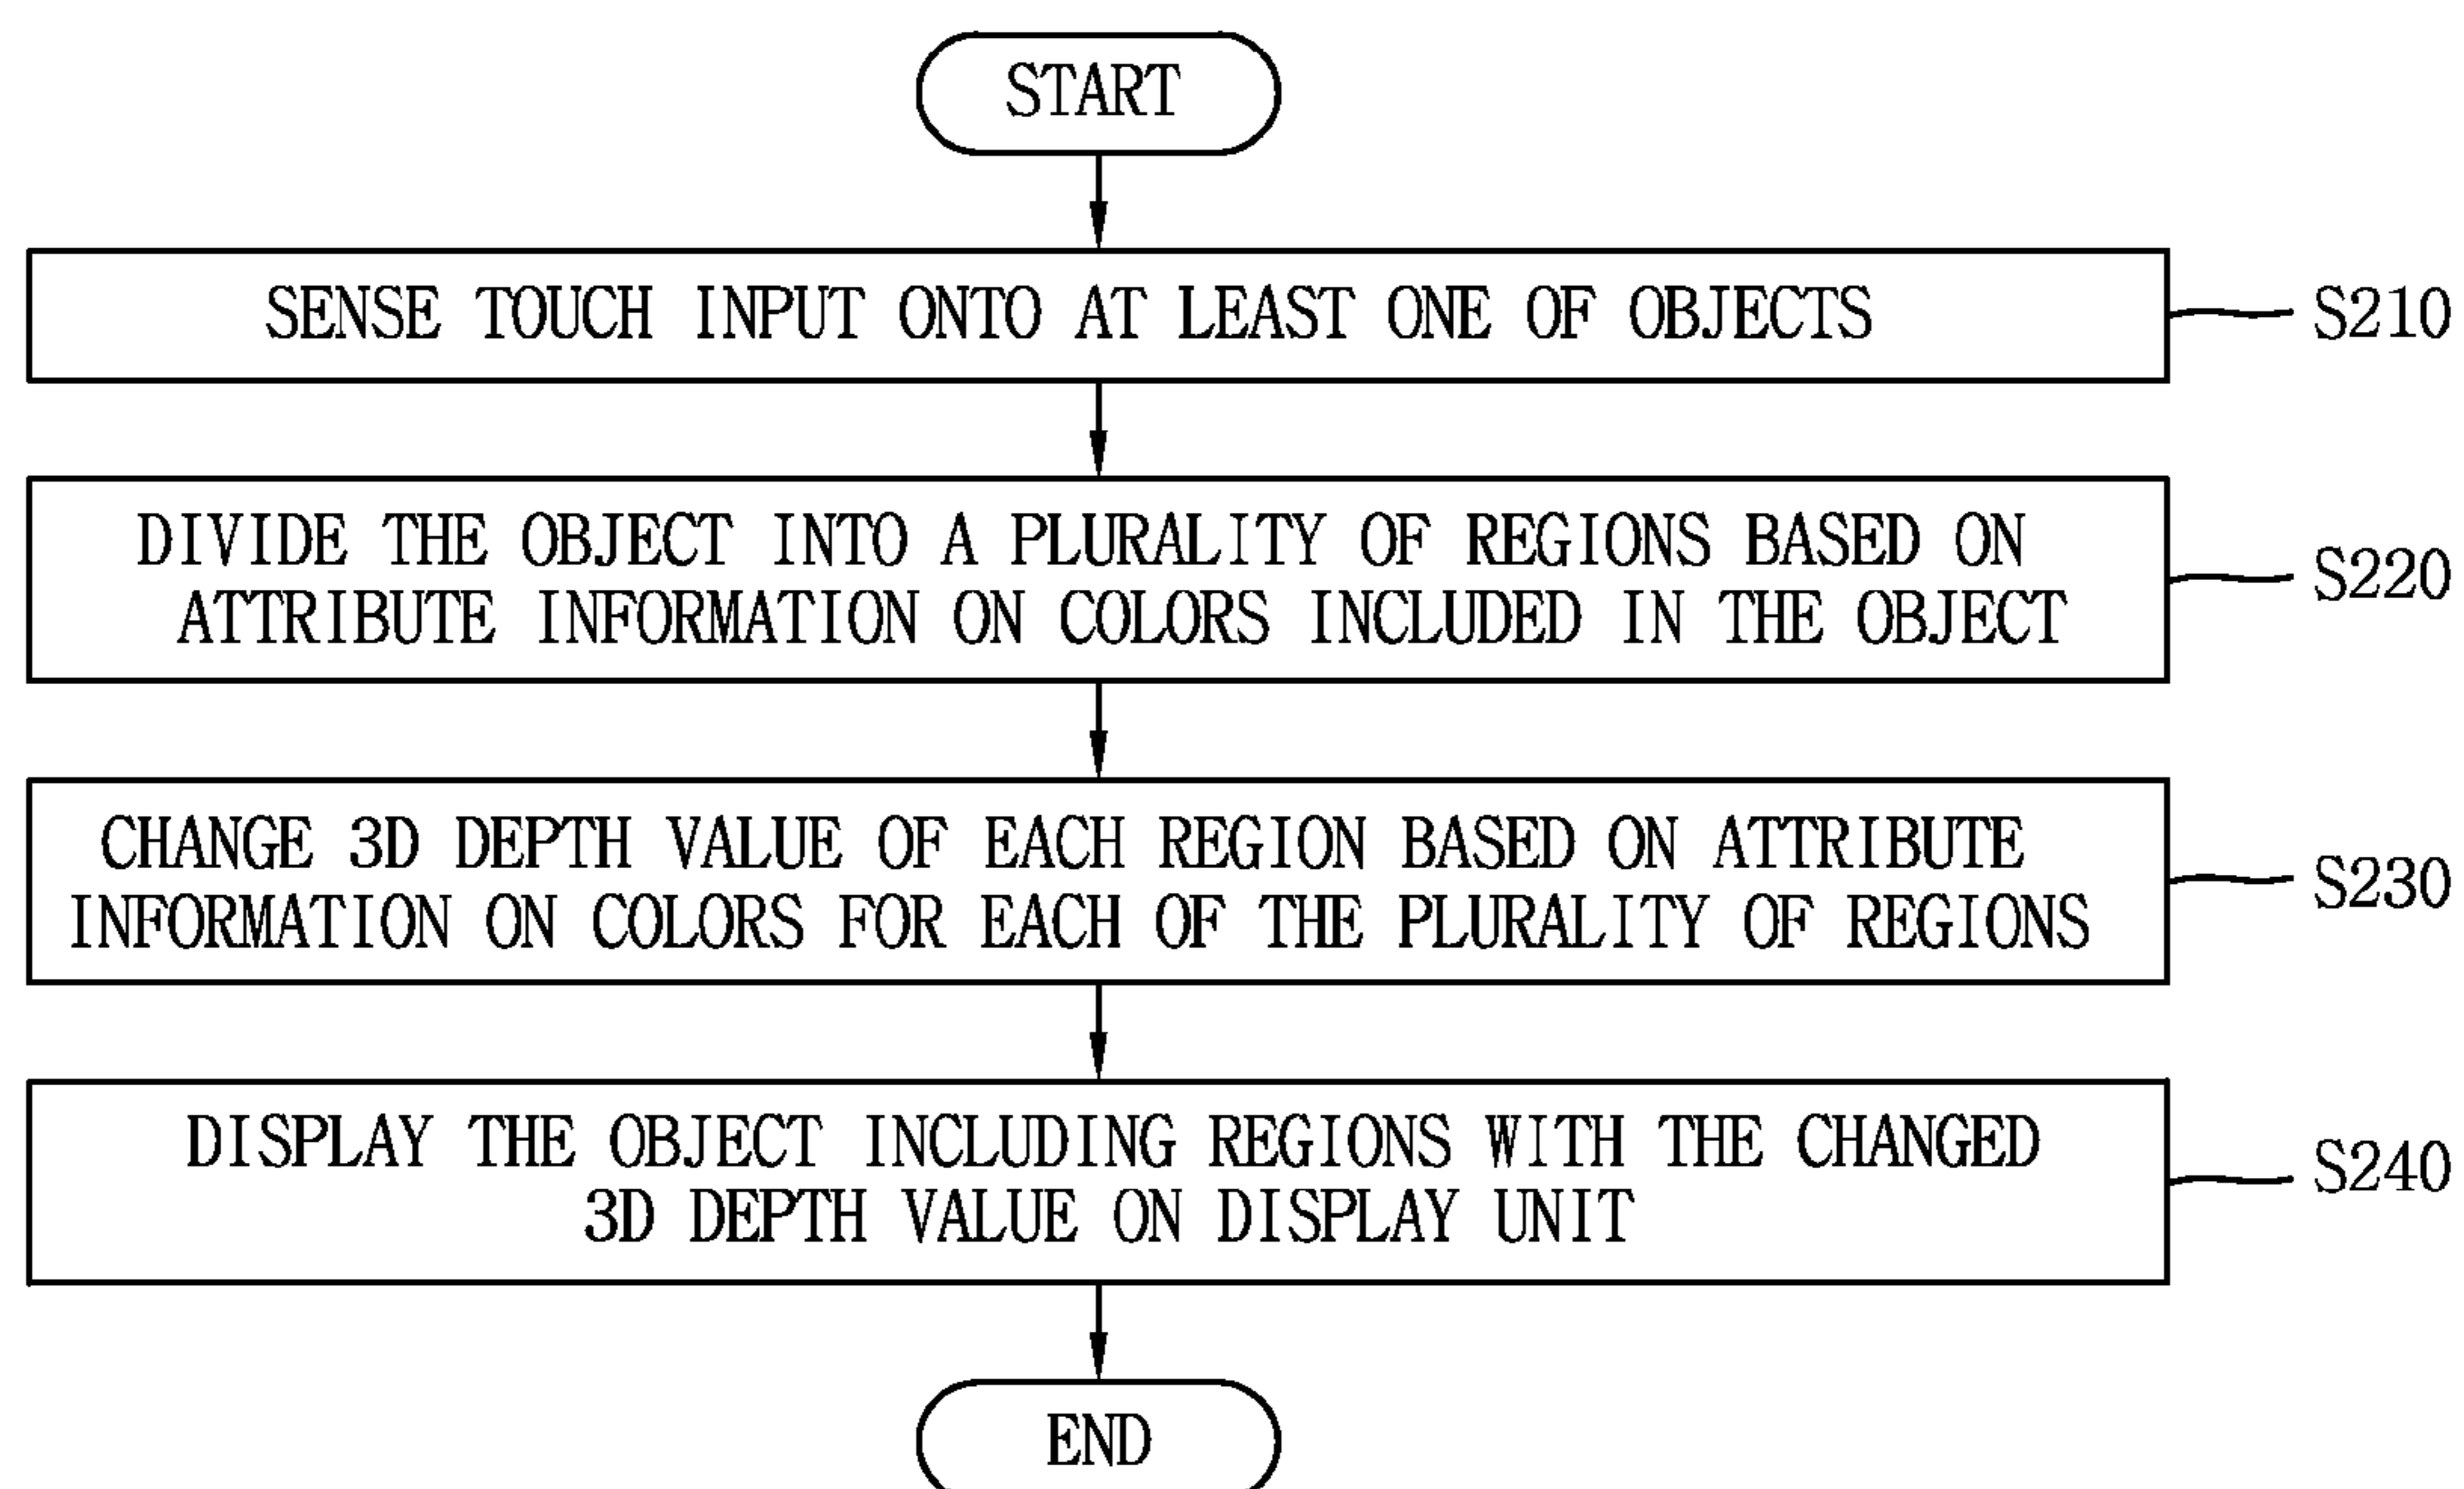 START
SENSE TOUCH INPUT ONTO AT LEAST ONE OF OBJECTS
S210
DIVIDE THE OBJECT INTO A PLURALITY OF REGIONS BASED ON
ATTRIBUTE INFORMATION ON COLORS INCLUDED IN THE OBJECT
S220
CHANGE 3D DEPTH VALUE OF EACH REGION BASED ON ATTRIBUTE
INFORMATION ON COLORS FOR EACH OF THE PLURALITY OF REGIONS
S230
DISPLAY THE OBJECT INCLUDING REGIONS WITH THE CHANGED
3D DEPTH VALUE ON DISPLAY UNIT
S240
END